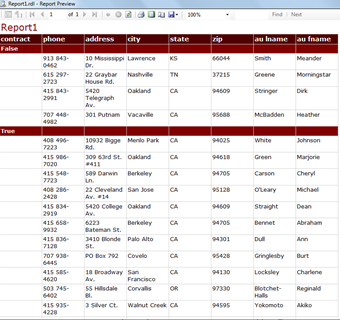 Report1.rdl - Report Preview
1 of 1 100%
Report1
contract phone address city state zip au lname au fname
False
913 843- 10 Mississippi Lawrence KS 66044 Smith Meander
0462 Dr.
615 297- 22 Graybar Nashville TN 37215 Greene Morningstar
2723 House Rd.
415 843- 5420 Oakland CA 94609 Stringer Dirk
2991 Telegraph
Av.
707 448- 301 Putnam Vacaville CA 95688 McBadden Heather
4982
True
408 496- 10932 Bigge Menlo Park CA 94025 White Johnson
7223 Rd.
415 986- 309 63rd St. Oakland CA 94618 Green Marjorie
7020 #411
415 548- 589 Darwin Berkeley CA 94705 Carson Cheryl
7723 Ln.
408 286- 22 Cleveland San Jose CA 95128 O'Leary Michael
2428 Av. #14
415 834- 5420 College Oakland CA 94609 Straight Dean
2919 Av.
415 658- 6223 Berkeley CA 94705 Bennet Abraham
9932 Bateman St.
415 836- 3410 Blonde Palo Alto CA 94301 Dull Ann
7128 St.
707 938- PO Box 792 Covelo CA 95428 Gringlesby Burt
6445
415 585- 18 Broadway San CA 94130 Locksley Charlene
4620 Av. Francisco
503 745- 55 Hillsdale Corvallis OR 97330 Blotchet- Reginald
6402 Bl. Halls
415 935- 3 Silver Ct. Walnut Creek CA 94595 Yokomoto Akiko
4228